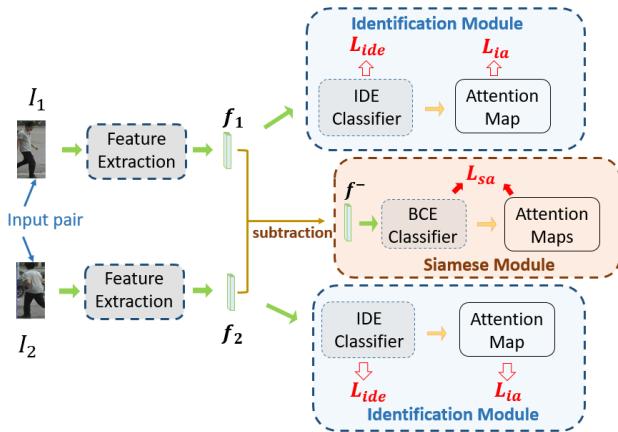 Identification Module
L_ide
L_ia
IDE
Classifier
Attention
Map
I_1
Feature
Extraction
f_1
Input pair
subtraction
f^-
L_sa
BCE
Classifier
Attention
Maps
Siamese Module
Feature
Extraction
f_2
I_2
IDE
Classifier
Attention
Map
L_ide
L_ia
Identification Module